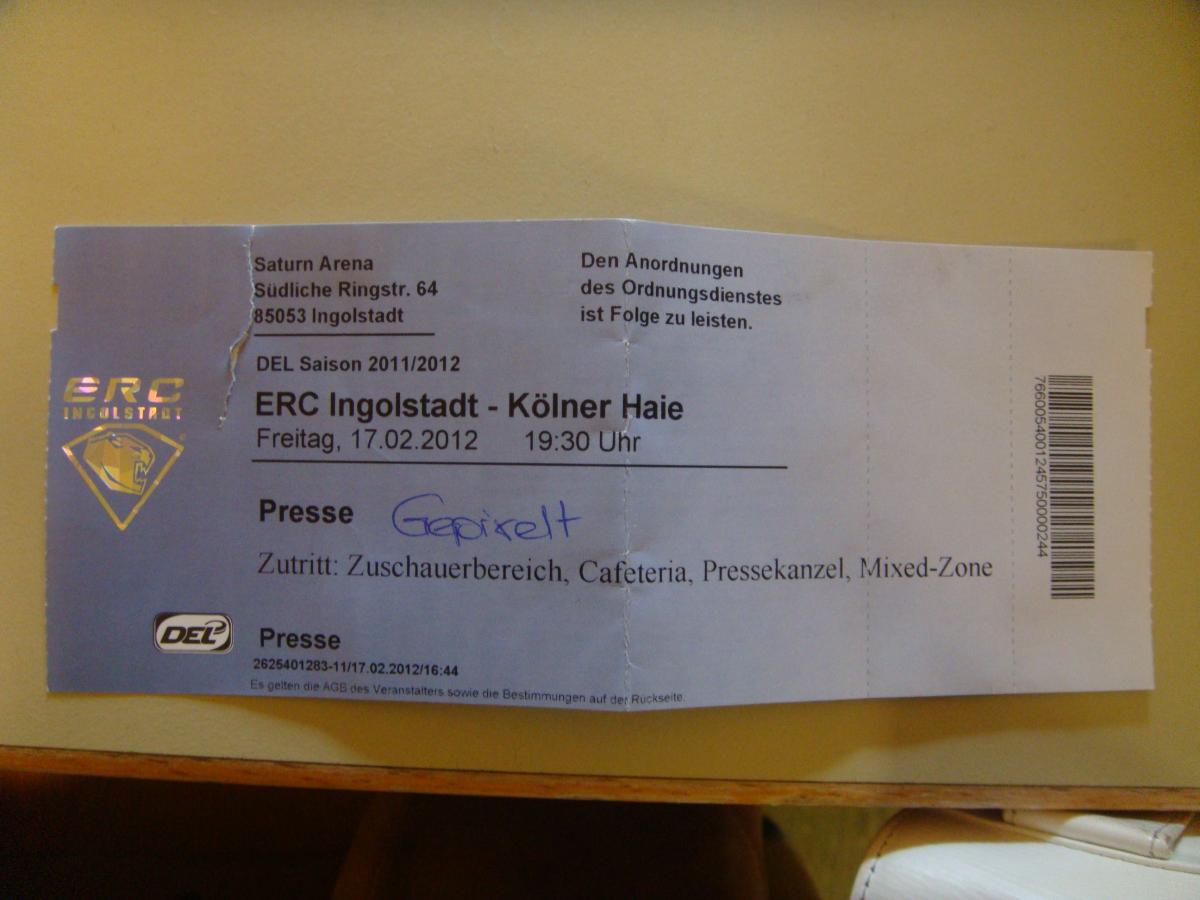 Saturn Arena
Südliche Ringstr. 64
85053 Ingolstadt
Den Anordnungen
des Ordnungsdienstes
ist Folge zu leisten.
DEL Saison 2011/2012
ERC Ingolstadt - Kölner Haie
Freitag, 17.02.2012 19:30 Uhr
ERC
INGOLSTADT
Presse Gepixelt
Zutritt: Zuschauerbereich, Cafeteria, Pressekanzel, Mixed-Zone
DEL
Presse
2625401283-11/17.02.2012/16:44
Es gelten die AGB des Veranstalters sowie die Bestimmungen auf der Rückseite.
7660054001245750000244